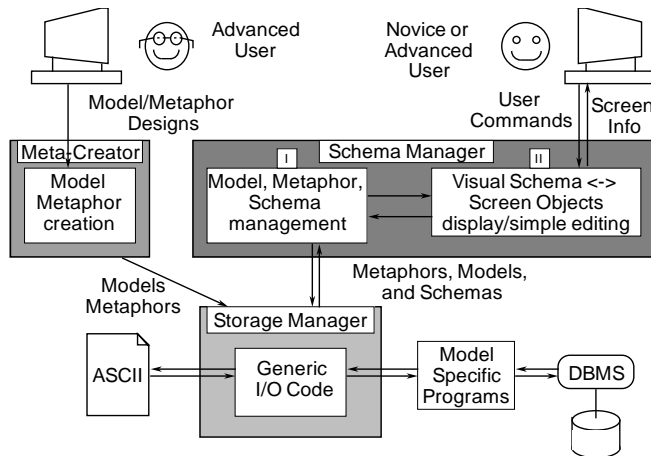 Advanced
User
Novice or
Advanced
User
Model/Metaphor
Designs
User
Commands
Screen
Info
Meta-Creator
Model
Metaphor
creation
Schema Manager
I
Model, Metaphor,
Schema
management
II
Visual Schema <->
Screen Objects
display/simple editing
Models
Metaphors
Metaphors, Models,
and Schemas
Storage Manager
ASCII
Generic
I/O Code
Model
Specific
Programs
DBMS